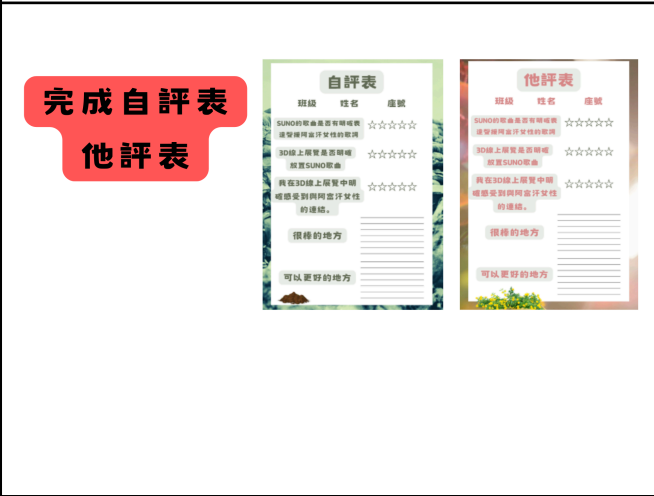 完成自評表
他評表
自評表
班級 姓名 座號
SUNO的歌曲是否有明確表
達聲援阿富汗女性的歌詞
☆☆☆☆☆
3D線上展覽是否明確
放置SUNO歌曲
☆☆☆☆☆
我在3D線上展覽中明
確感受到與阿富汗女性
的連結。
☆☆☆☆☆
很棒的地方
可以更好的地方
他評表
班級 姓名 座號
SUNO的歌曲是否有明確表
達聲援阿富汗女性的歌詞
☆☆☆☆☆
3D線上展覽是否明確
放置SUNO歌曲
☆☆☆☆☆
我在3D線上展覽中明
確感受到與阿富汗女性
的連結。
☆☆☆☆☆
很棒的地方
可以更好的地方